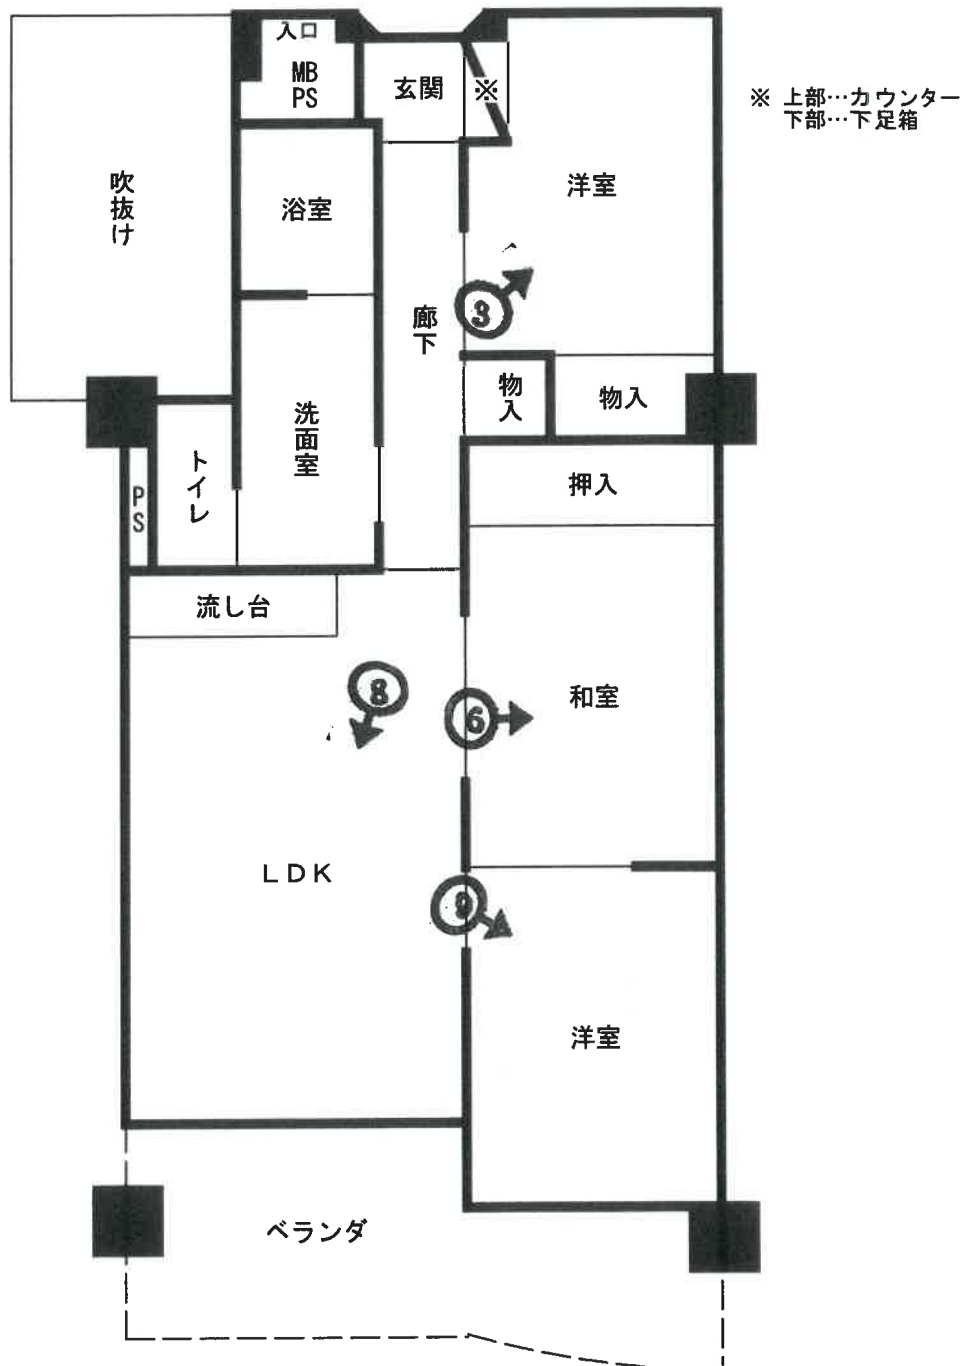 入口
MB
PS
玄関
※
※ 上部…カウンター
下部…下足箱
吹抜け
浴室
洋室
3
廊下
物入
物入
洗面室
トイレ
PS
押入
流し台
8
6
和室
LDK
9
洋室
ベランダ